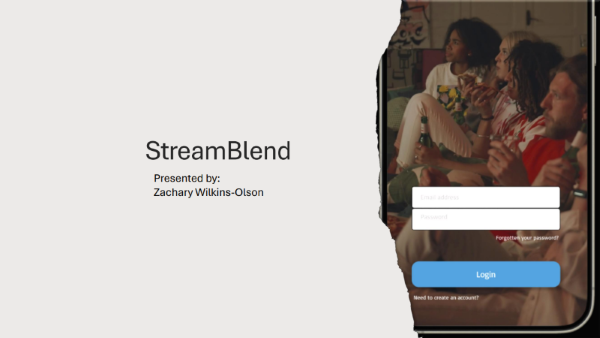 StreamBlend
Presented by:
Zachary Wilkins-Olson
Email address
Password
Forgotten your password?
Login
Need to create an account?